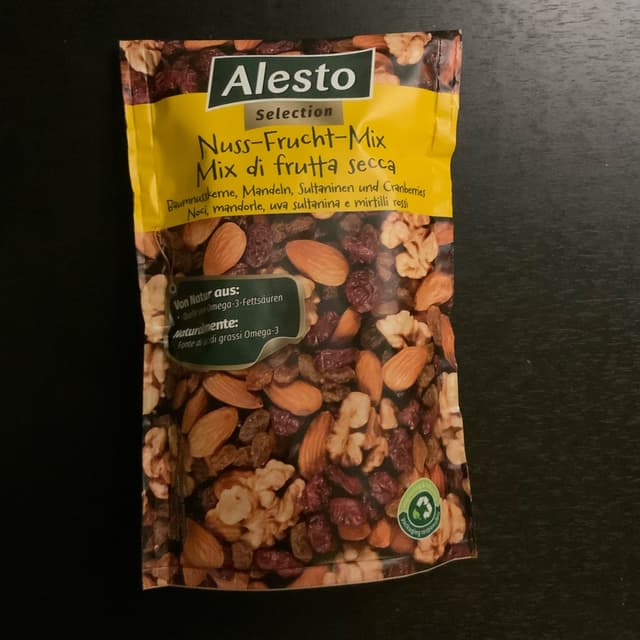 Alesto
Selection
Nuss-Frucht-Mix
Mix di frutta secca
Baumnusskerne, Mandeln, Sultaninen und Cranberries
Noci, mandorle, uva sultanina e mirtilli rossi
Von Natur aus:
Omega-3-Fettsäuren
Naturalmente:
Fonte di grassi Omega-3